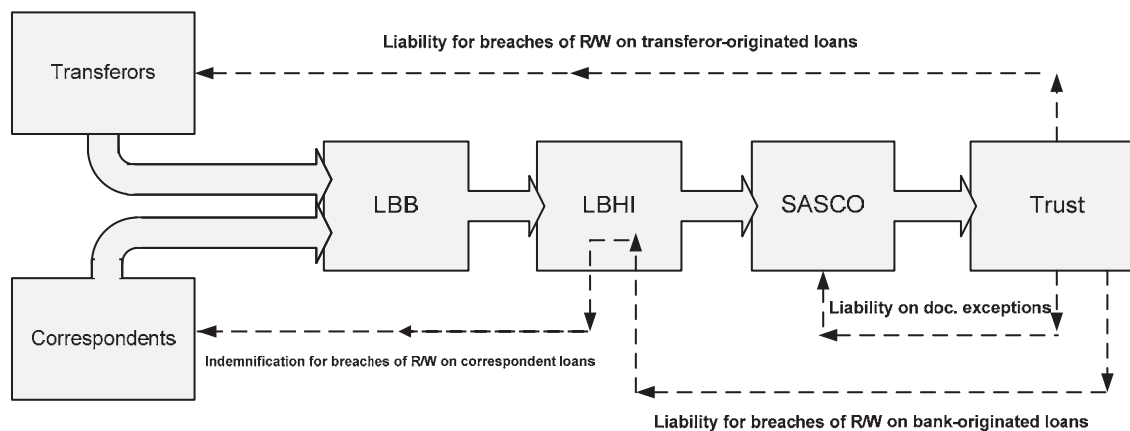 Liability for breaches of R/W on transferor-originated loans
Transferors
LBB
LBHI
SASCO
Trust
Liability on doc. exceptions
Correspondents
Indemnification for breaches of R/W on correspondent loans
Liability for breaches of R/W on bank-originated loans